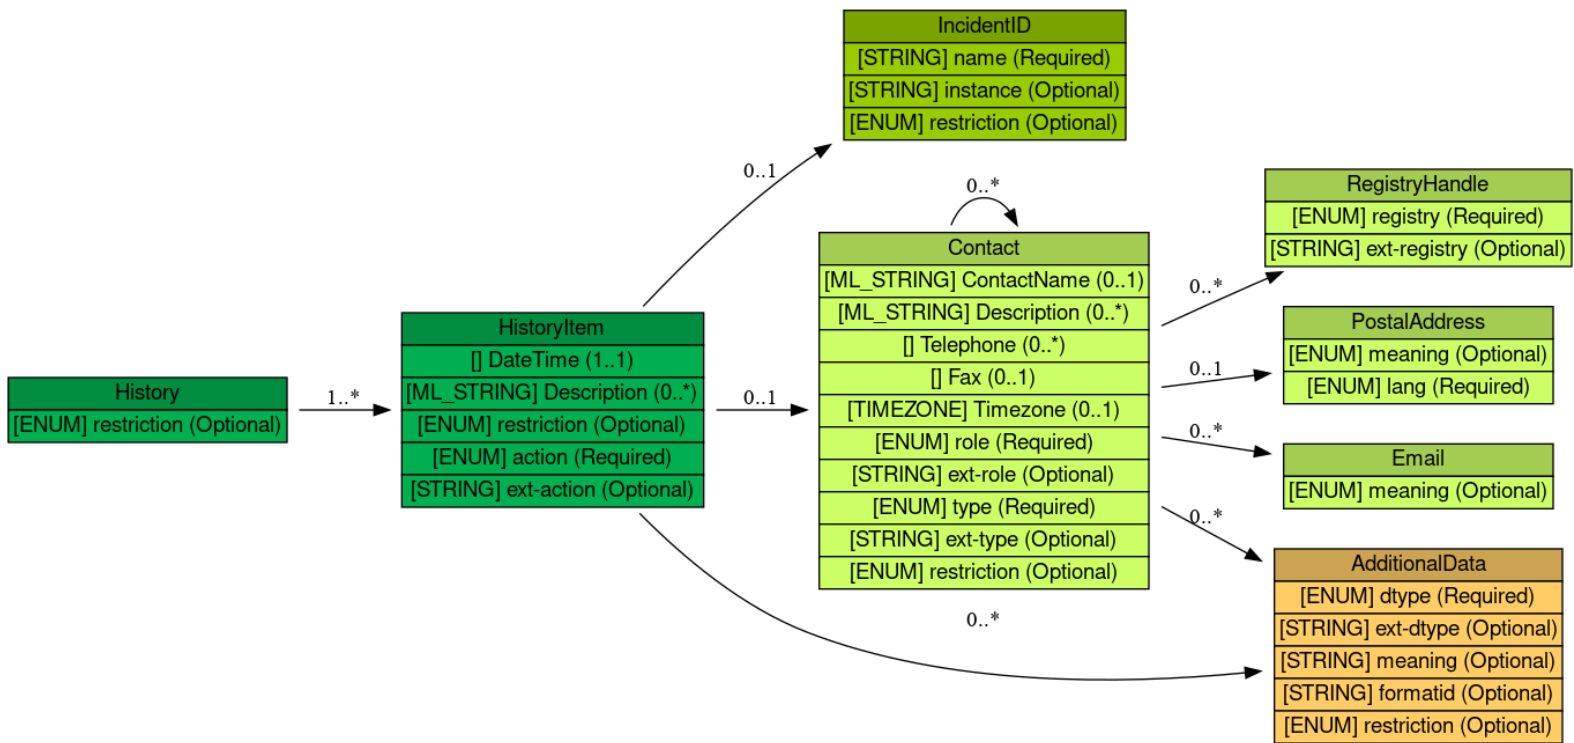 IncidentID
[STRING] name (Required)
[STRING] instance (Optional)
[ENUM] restriction (Optional)
0..1
0..*
RegistryHandle
[ENUM] registry (Required)
[STRING] ext-registry (Optional)
Contact
[ML_STRING] ContactName (0..1)
[ML_STRING] Description (0..*)
[] Telephone (0..*)
[] Fax (0..1)
[TIMEZONE] Timezone (0..1)
[ENUM] role (Required)
[STRING] ext-role (Optional)
[ENUM] type (Required)
[STRING] ext-type (Optional)
[ENUM] restriction (Optional)
0..*
PostalAddress
[ENUM] meaning (Optional)
[ENUM] lang (Required)
0..1
HistoryItem
[] DateTime (1..1)
[ML_STRING] Description (0..*)
[ENUM] restriction (Optional)
[ENUM] action (Required)
[STRING] ext-action (Optional)
History
[ENUM] restriction (Optional)
1..*
0..1
0..*
Email
[ENUM] meaning (Optional)
0..*
AdditionalData
[ENUM] dtype (Required)
[STRING] ext-dtype (Optional)
[STRING] meaning (Optional)
[STRING] formatid (Optional)
[ENUM] restriction (Optional)
0..*